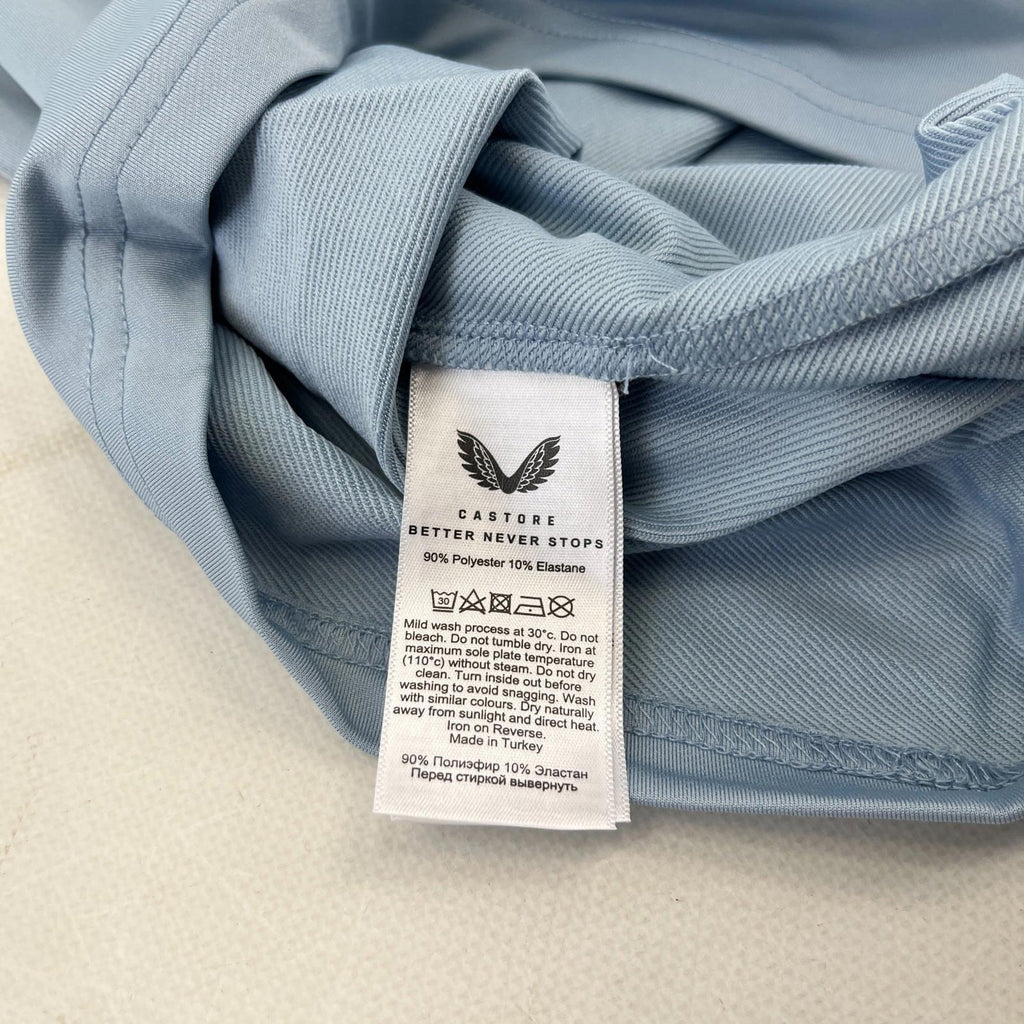 CASTORE
BETTER NEVER STOPS
90% Polyester 10% Elastane
30
Mild wash process at 30°c. Do not
bleach. Do not tumble dry. Iron at
maximum sole plate temperature
(110°c) without steam. Do not dry
clean. Turn inside out before
washing to avoid snagging. Wash
with similar colours. Dry naturally
away from sunlight and direct heat.
Iron on Reverse.
Made in Turkey
90% Полиэфир 10% Эластан
Перед стиркой вывернуть